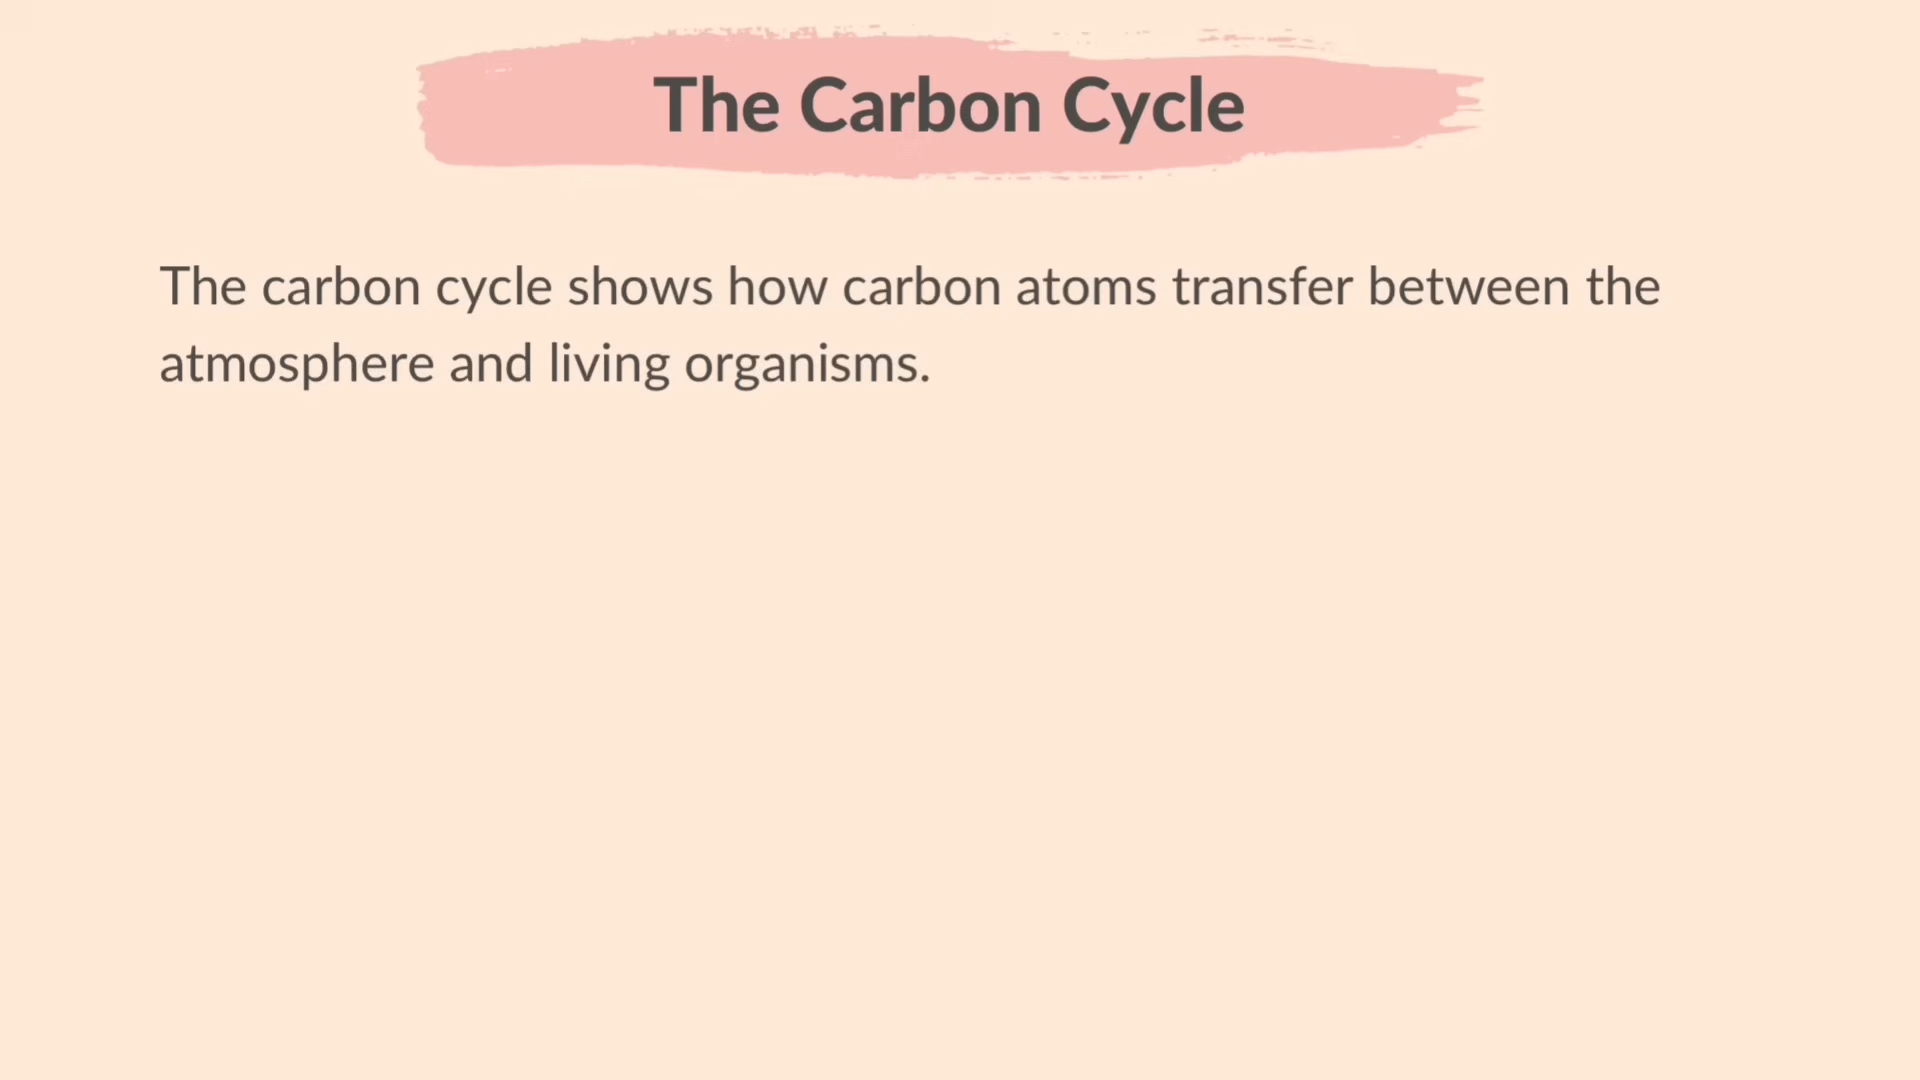 The Carbon Cycle
The carbon cycle shows how carbon atoms transfer between the
atmosphere and living organisms.